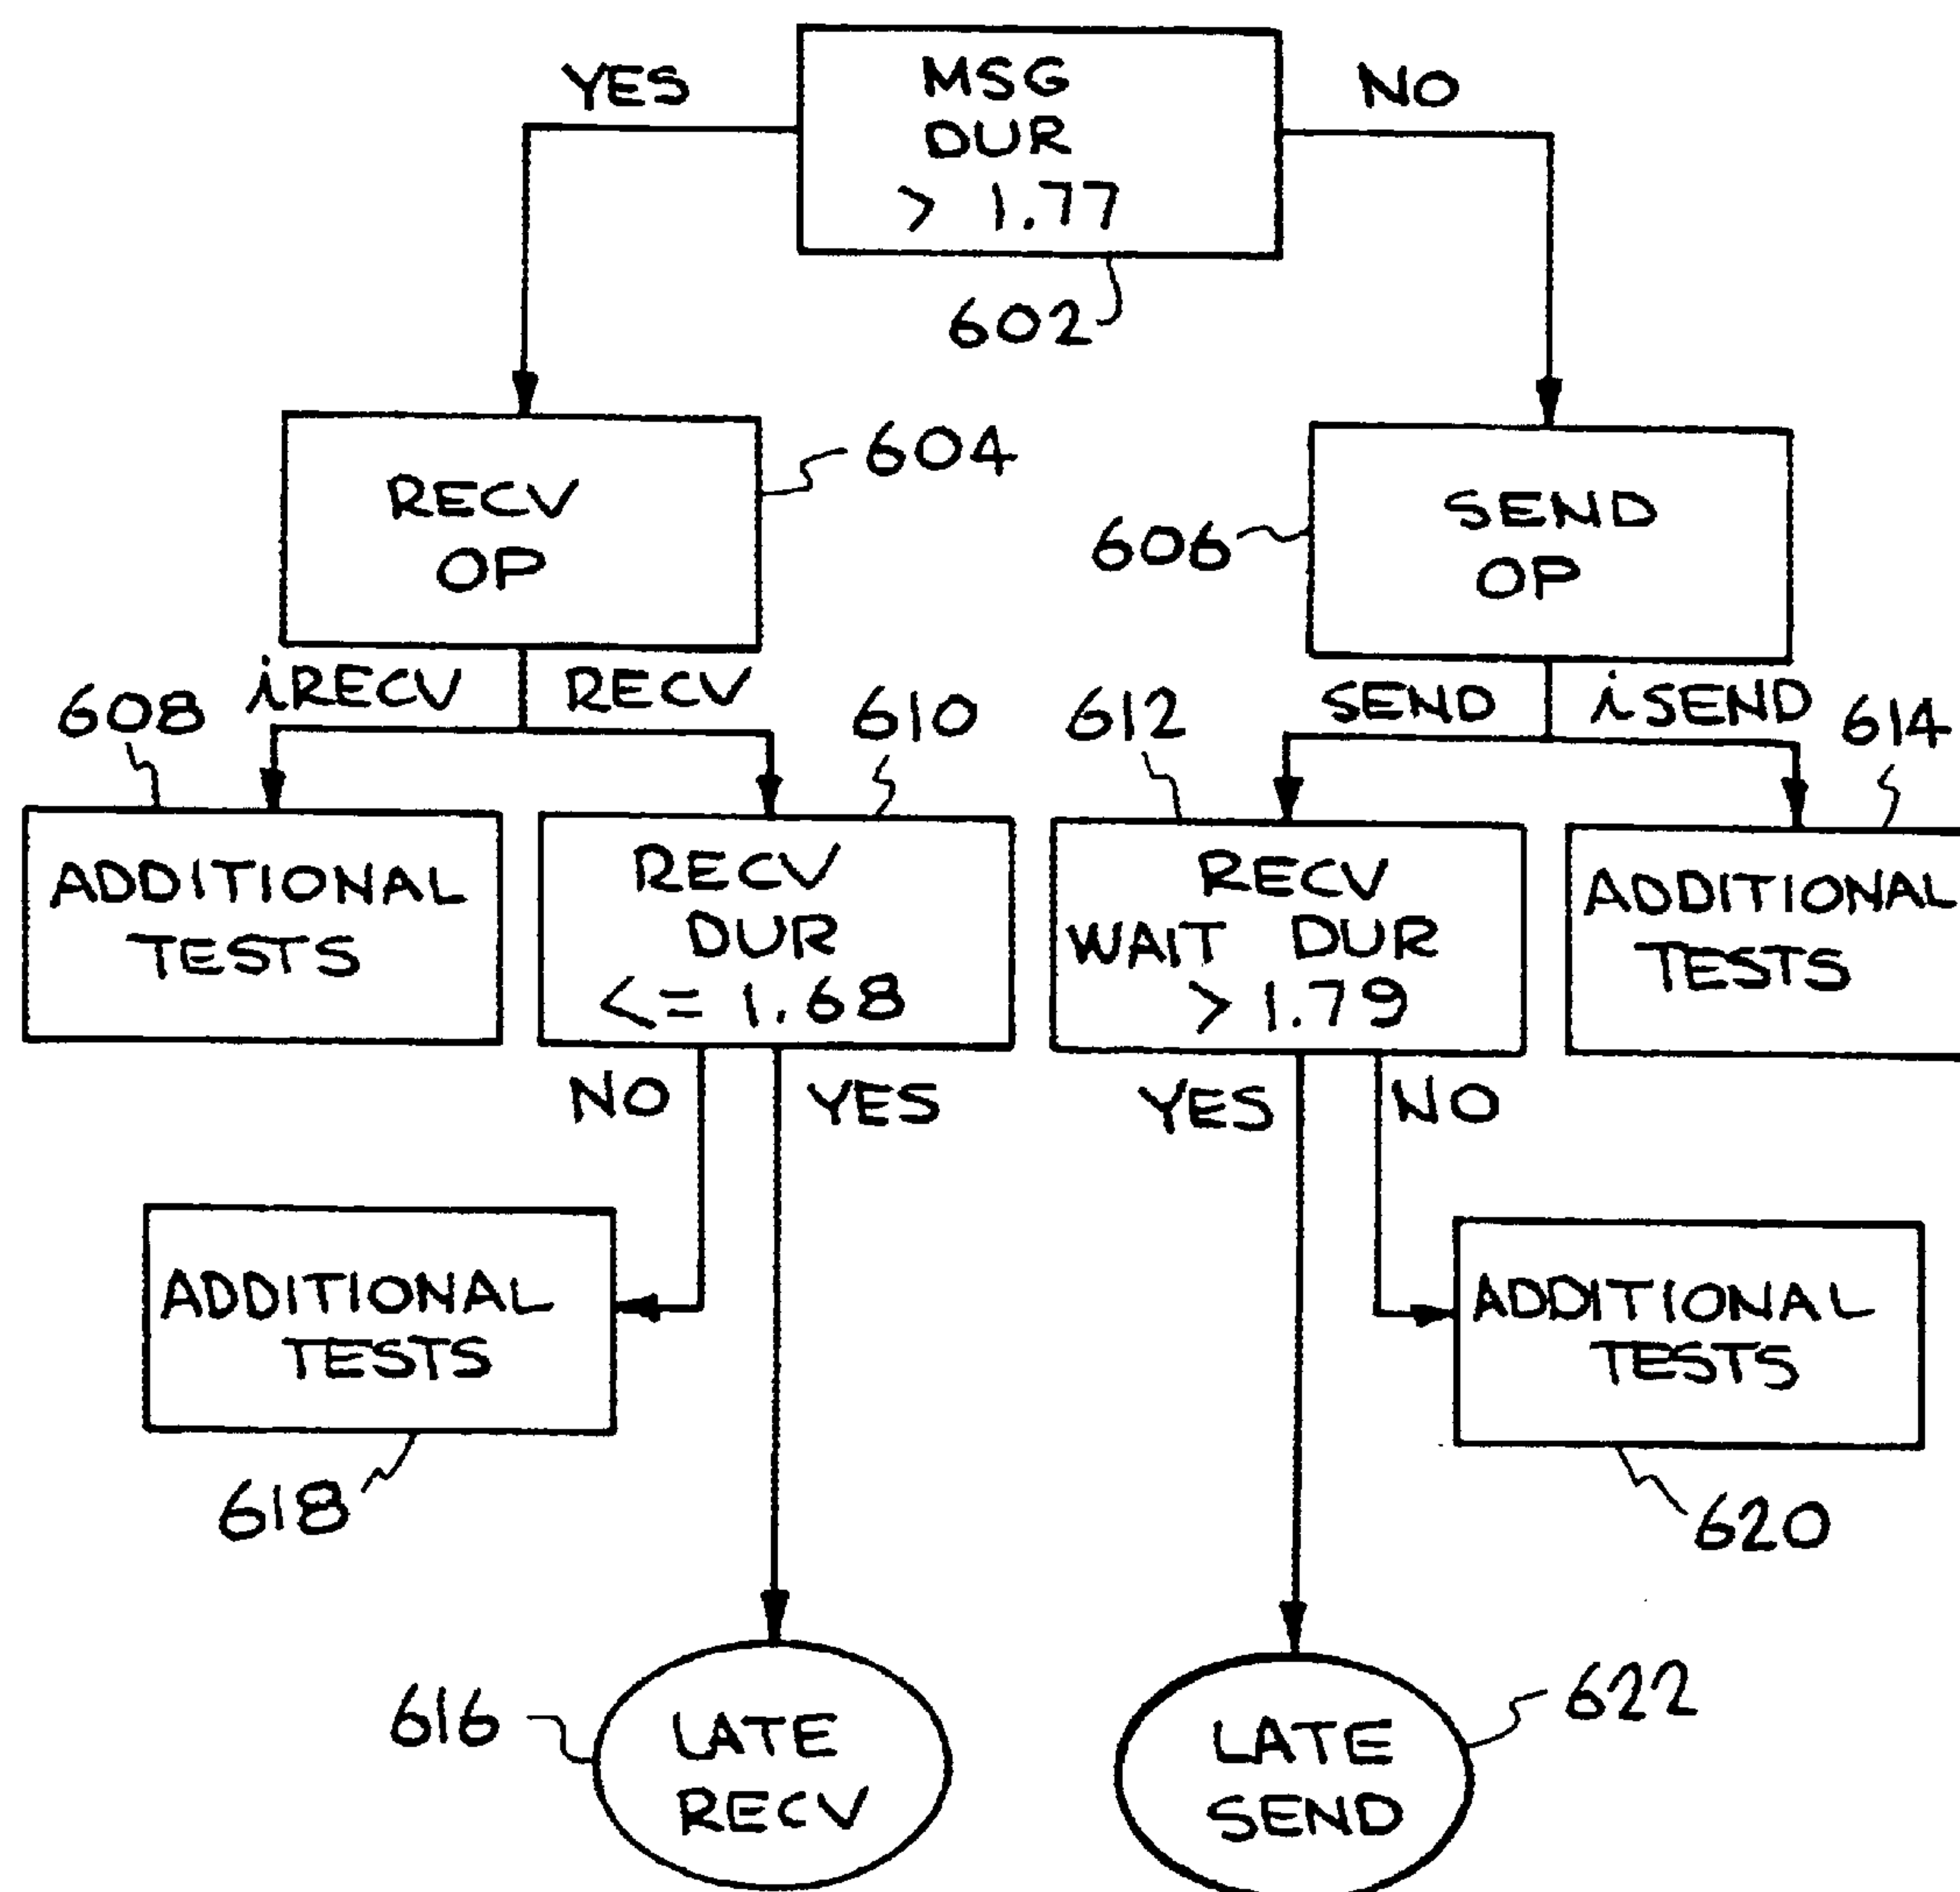 YES
MSG
DUR
> 1.77
NO
602
RECV
OP
604
606
SEND
OP
iRECV
RECV
SEND
iSEND
608
610
612
614
ADDITIONAL
TESTS
RECV
DUR
<= 1.68
RECV
WAIT DUR
> 1.79
ADDITIONAL
TESTS
NO
YES
YES
NO
ADDITIONAL
TESTS
618
ADDITIONAL
TESTS
620
616
LATE
RECV
LATE
SEND
622